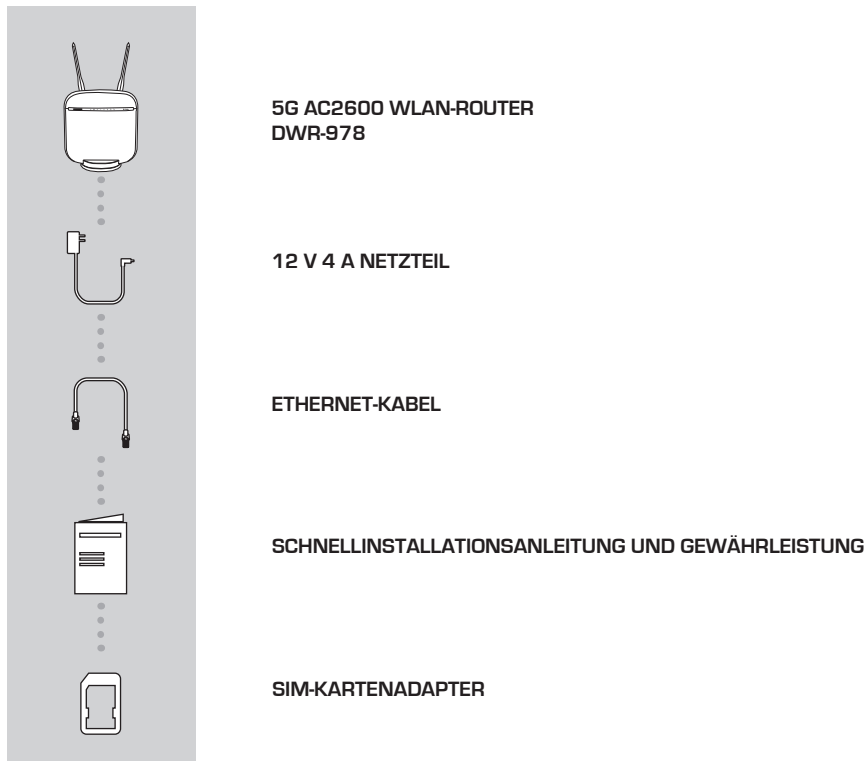 5G AC2600 WLAN-ROUTER
DWR-978
12 V 4 A NETZTEIL
ETHERNET-KABEL
SCHNELLINSTALLATIONSANLEITUNG UND GEWÄHRLEISTUNG
SIM-KARTENADAPTER